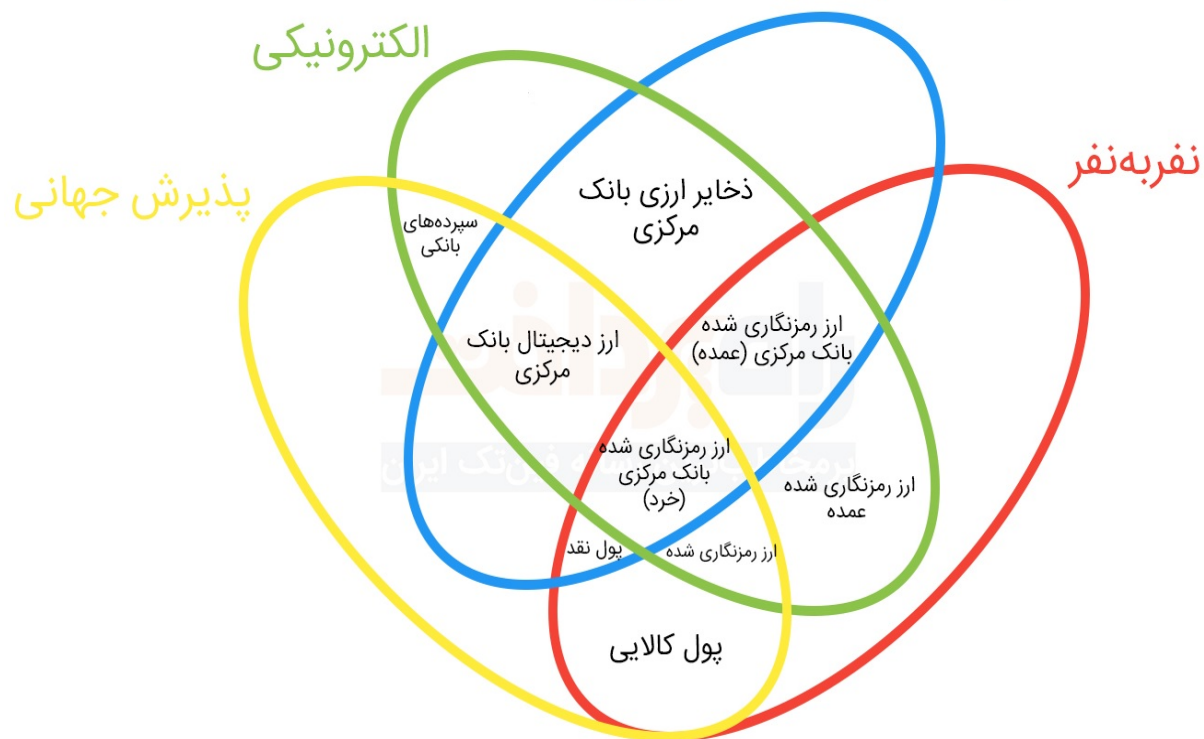 الکترونیکی
نفربه‌نفر
پذیرش جهانی
ذخایر ارزی بانک
مرکزی
سپرده‌های
بانکی
ارز رمزنگاری شده
بانک مرکزی (عمده)
ارز دیجیتال بانک
مرکزی
ارز رمزنگاری شده
بانک مرکزی
(خرد)
ارز رمزنگاری شده
عمده
پول نقد
ارز رمزنگاری شده
پول کالایی